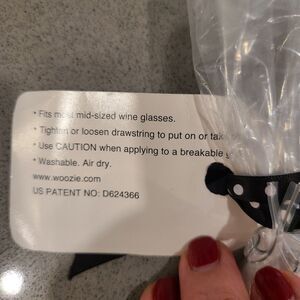 * Fits most mid-sized wine glasses.
* Tighten or loosen drawstring to put on or take
* Use CAUTION when applying to a breakable
* Washable. Air dry.
www.woozie.com
US PATENT NO: D624366